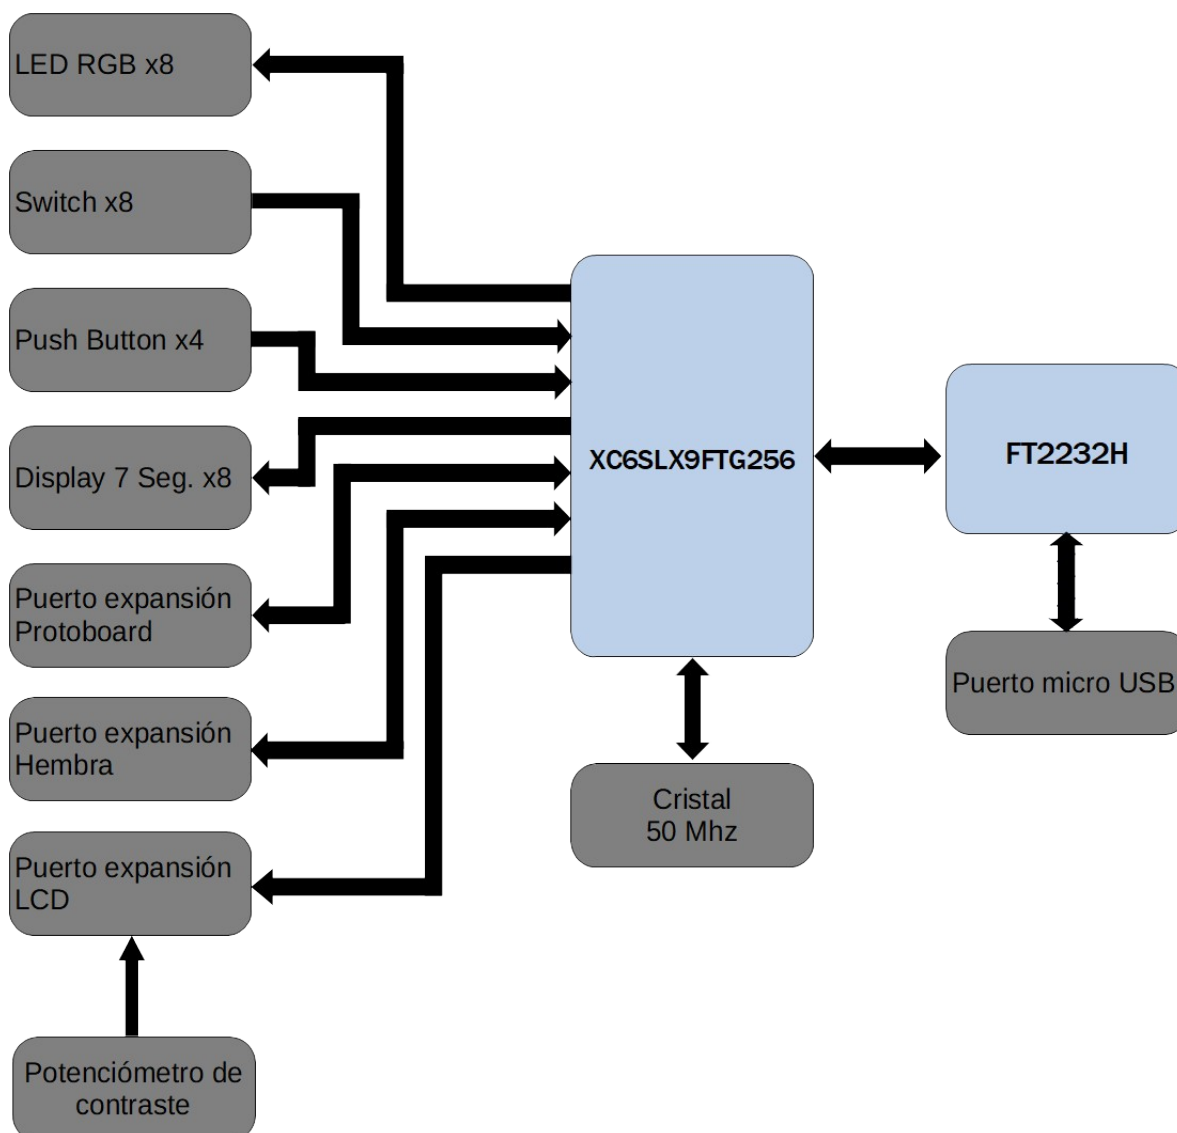 LED RGB x8
Switch x8
Push Button x4
Display 7 Seg. x8
Puerto expansión
Protoboard
Puerto expansión
Hembra
Puerto expansión
LCD
Potenciómetro de
contraste
XC6SLX9FTG256
Cristal
50 Mhz
FT2232H
Puerto micro USB